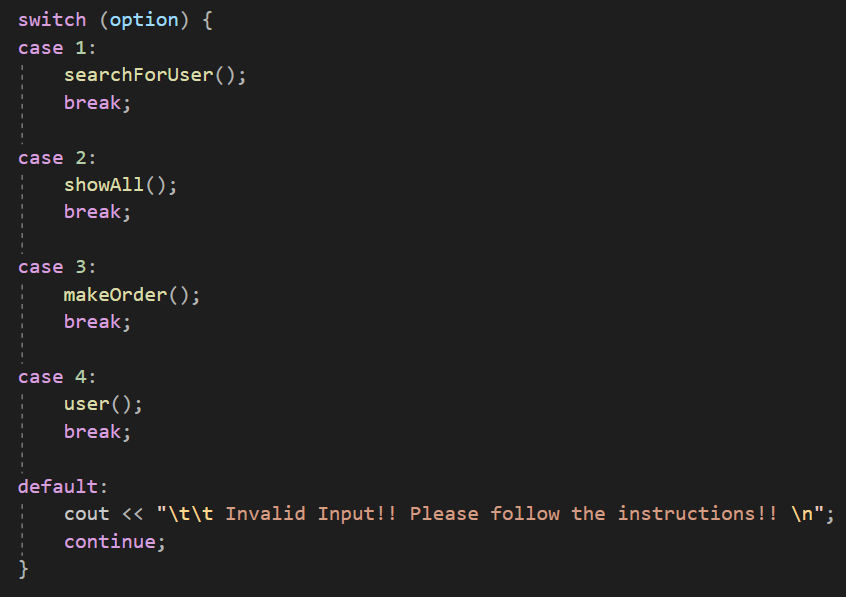 switch (option) {
case 1:
    searchForUser();
    break;

case 2:
    showAll();
    break;

case 3:
    makeOrder();
    break;

case 4:
    user();
    break;

default:
    cout << "\t\t Invalid Input!! Please follow the instructions!! \n";
    continue;
}